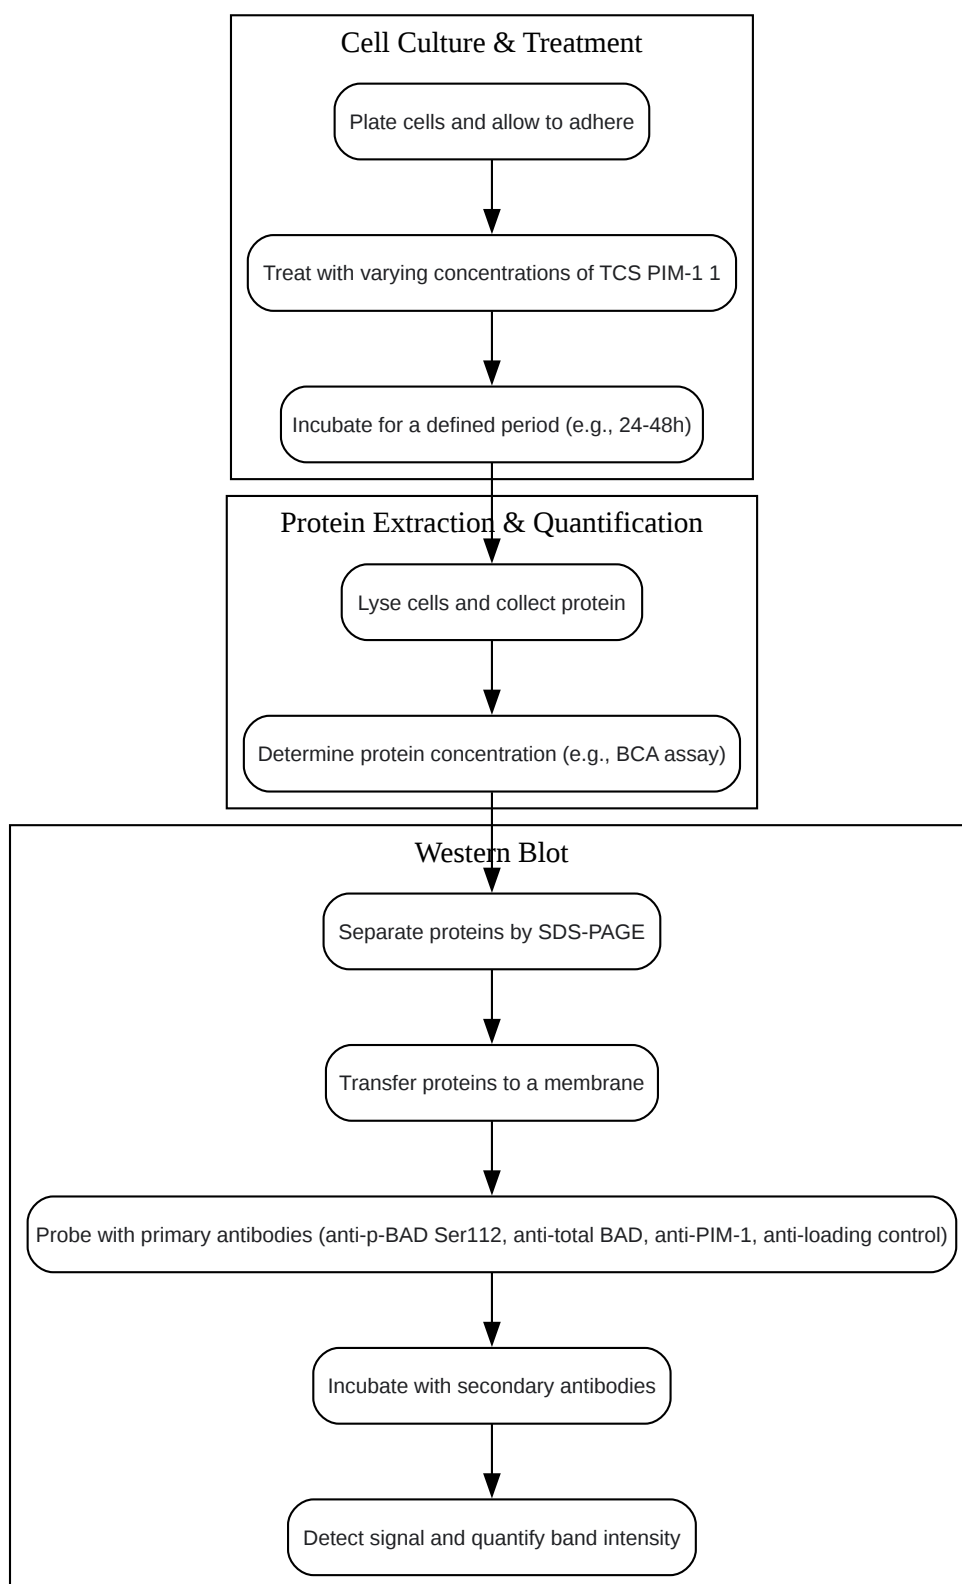 Cell Culture & Treatment
Plate cells and allow to adhere
Treat with varying concentrations of TCS PIM-1 1
Incubate for a defined period (e.g., 24-48h)
Protein Extraction & Quantification
Lyse cells and collect protein
Determine protein concentration (e.g., BCA assay)
Western Blot
Separate proteins by SDS-PAGE
Transfer proteins to a membrane
Probe with primary antibodies (anti-p-BAD Ser112, anti-total BAD, anti-PIM-1, anti-loading control)
Incubate with secondary antibodies
Detect signal and quantify band intensity